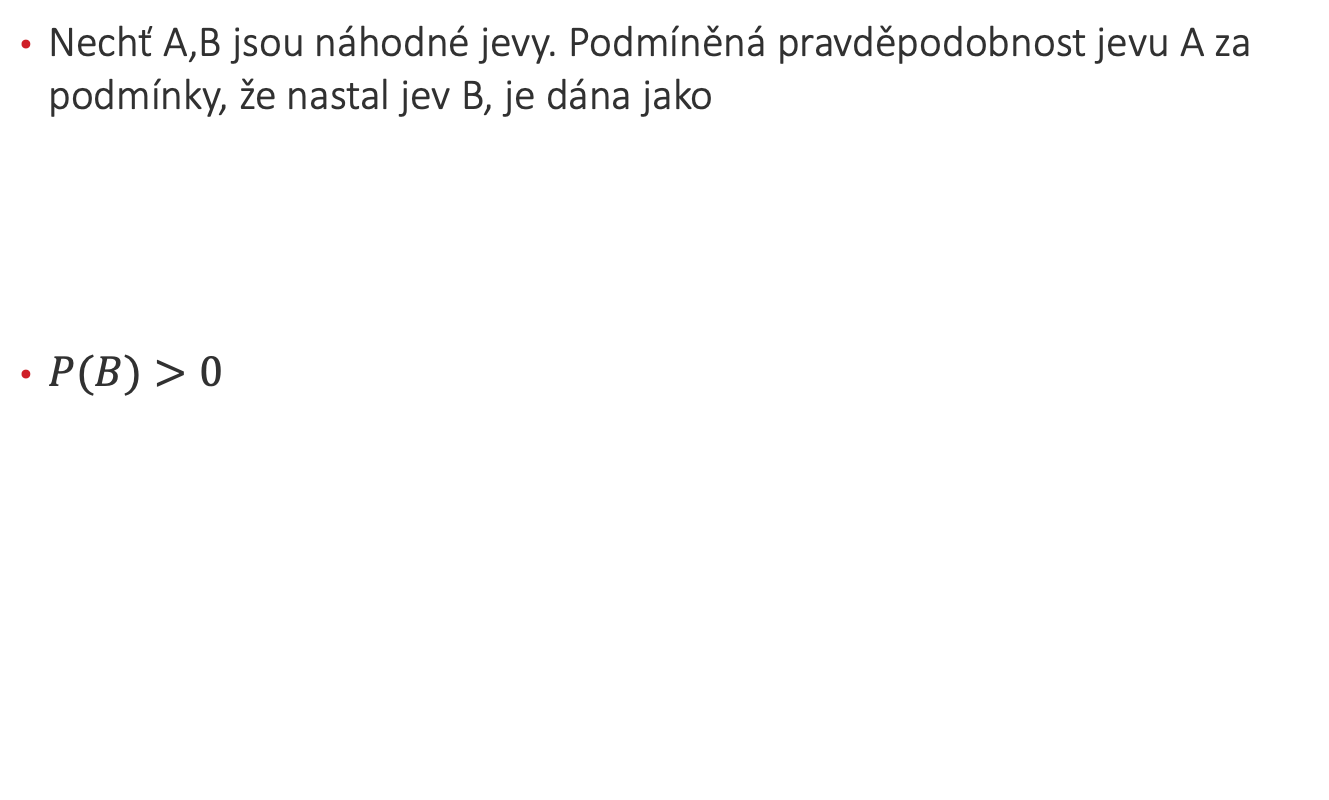 • Nechť A,B jsou náhodné jevy. Podmíněná pravděpodobnost jevu A za
podmínky, že nastal jev B, je dána jako
• P(B) > 0